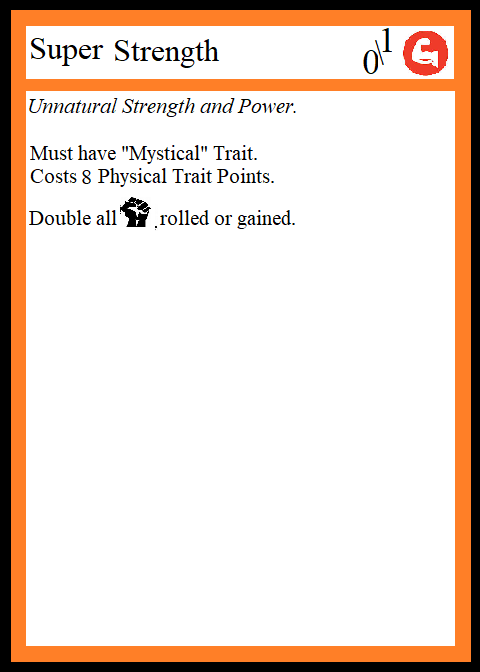 Super Strength 0\1
Unnatural Strength and Power.
Must have "Mystical" Trait.
Costs 8 Physical Trait Points.
Double all rolled or gained.